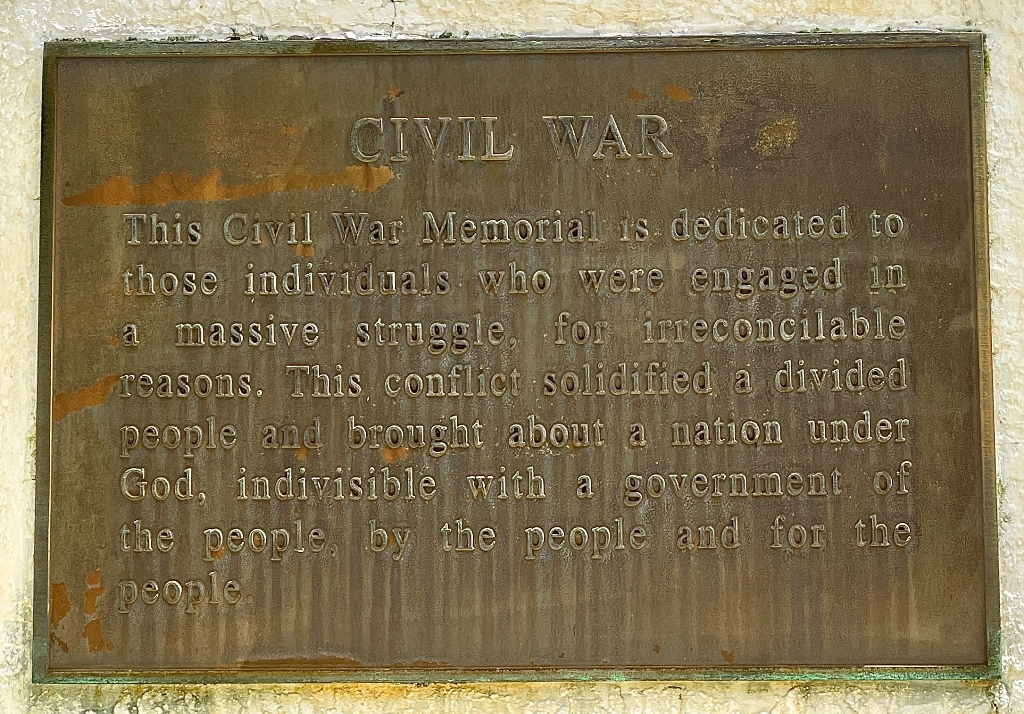 CIVIL WAR
This Civil War Memorial is dedicated to
those individuals who were engaged in
a massive struggle, for irreconcilable
reasons. This conflict solidified a divided
people and brought about a nation under
God, indivisible with a government of
the people, by the people and for the
people.